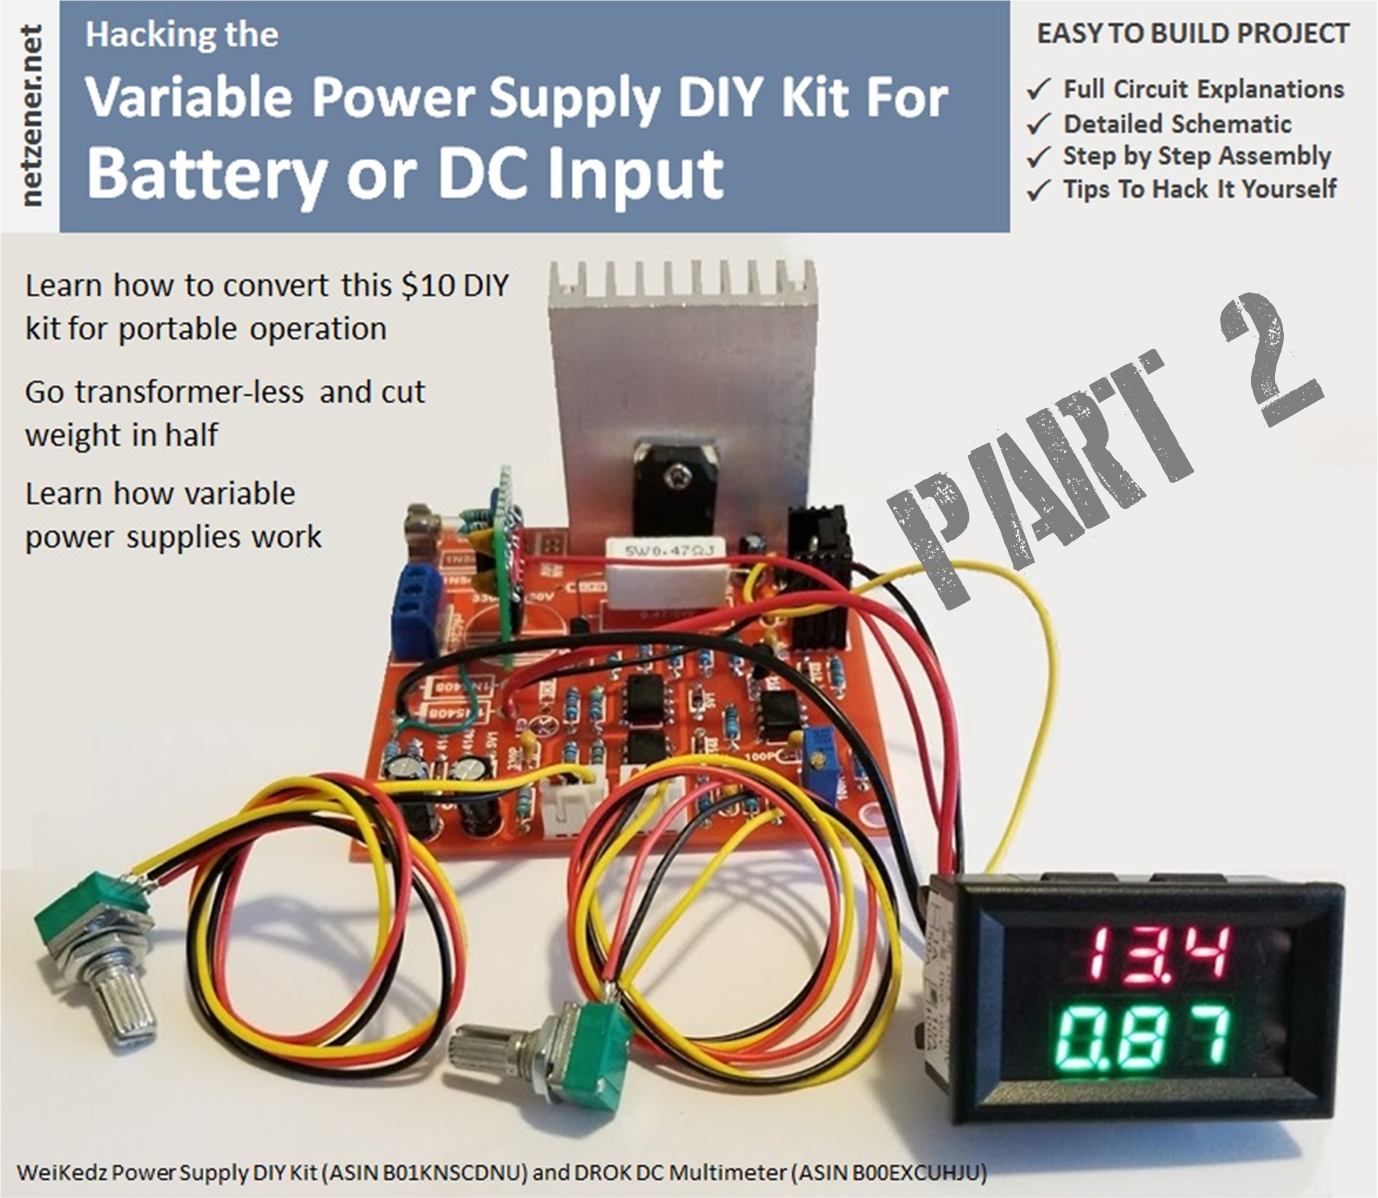 netzener.net
Hacking the
Variable Power Supply DIY Kit For
Battery or DC Input
EASY TO BUILD PROJECT
✓ Full Circuit Explanations
✓ Detailed Schematic
✓ Step by Step Assembly
✓ Tips To Hack It Yourself
Learn how to convert this $10 DIY
kit for portable operation
Go transformer-less and cut
weight in half
Learn how variable
power supplies work
PART 2
5W0.47ΩJ
1N5408
1N5408
5V1
100P
13.4
0.87
WeiKedz Power Supply DIY Kit (ASIN B01KNSCDNU) and DROK DC Multimeter (ASIN B00EXCUHJU)